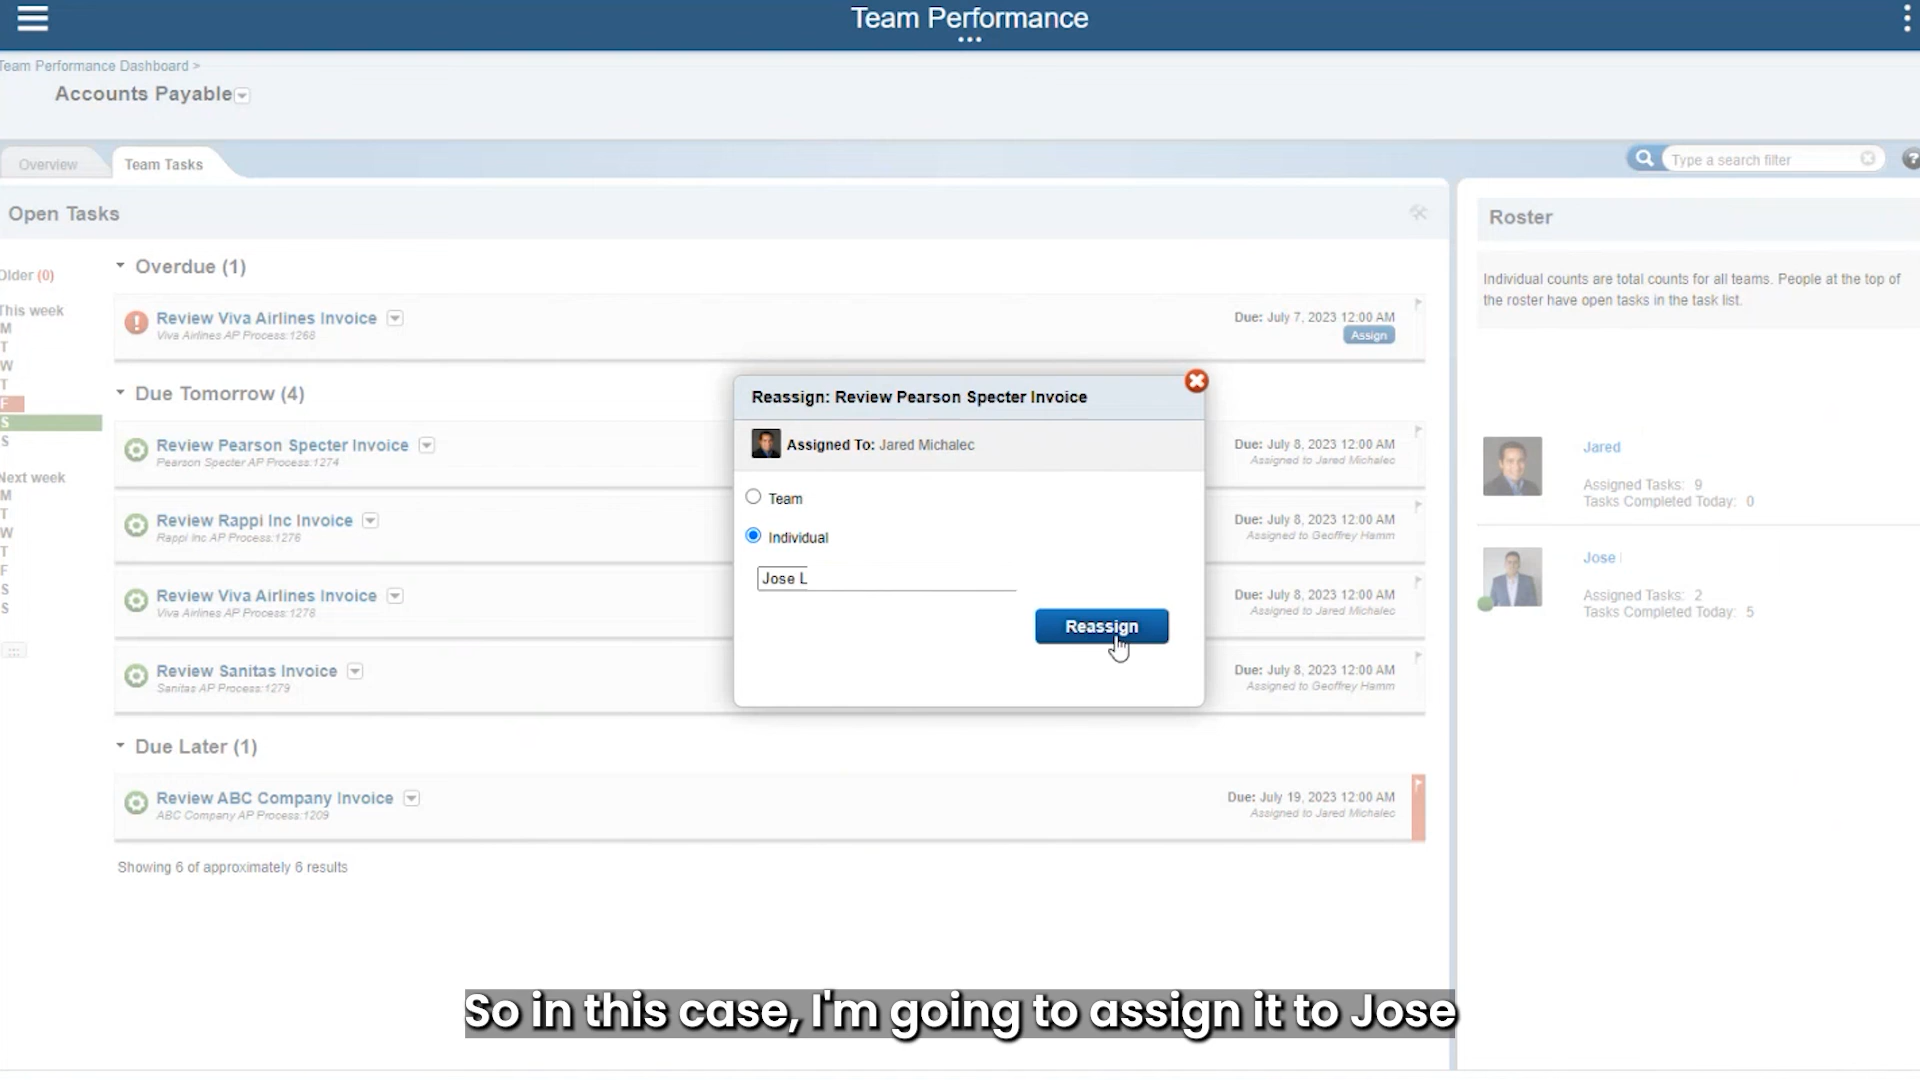 Team Performance
Team Performance Dashboard >
Accounts Payable
Overview
Team Tasks
Type a search filter
?
Open Tasks
Older (0)
This week
M
T
W
T
F
S
S
Next week
M
T
W
T
F
S
S
Overdue (1)
Review Viva Airlines Invoice
Viva Airlines AP Process:1268
Due: July 7, 2023 12:00 AM
Assign
Due Tomorrow (4)
Review Pearson Specter Invoice
Pearson Specter AP Process:1274
Due: July 8, 2023 12:00 AM
Assigned to Jared Michalec
Review Rappi Inc Invoice
Rappi Inc AP Process:1276
Due: July 8, 2023 12:00 AM
Assigned to Geoffrey Hamm
Review Viva Airlines Invoice
Viva Airlines AP Process:1278
Due: July 8, 2023 12:00 AM
Assigned to Jared Michalec
Review Sanitas Invoice
Sanitas AP Process:1279
Due: July 8, 2023 12:00 AM
Assigned to Geoffrey Hamm
Due Later (1)
Review ABC Company Invoice
ABC Company AP Process:1209
Due: July 19, 2023 12:00 AM
Assigned to Jared Michalec
Showing 6 of approximately 6 results
Reassign: Review Pearson Specter Invoice
Assigned To: Jared Michalec
Team
Individual
Jose L
Reassign
Roster
Individual counts are total counts for all teams. People at the top of
the roster have open tasks in the task list.
Jared
Assigned Tasks: 9
Tasks Completed Today: 0
Jose
Assigned Tasks: 2
Tasks Completed Today: 5
So in this case, I'm going to assign it to Jose